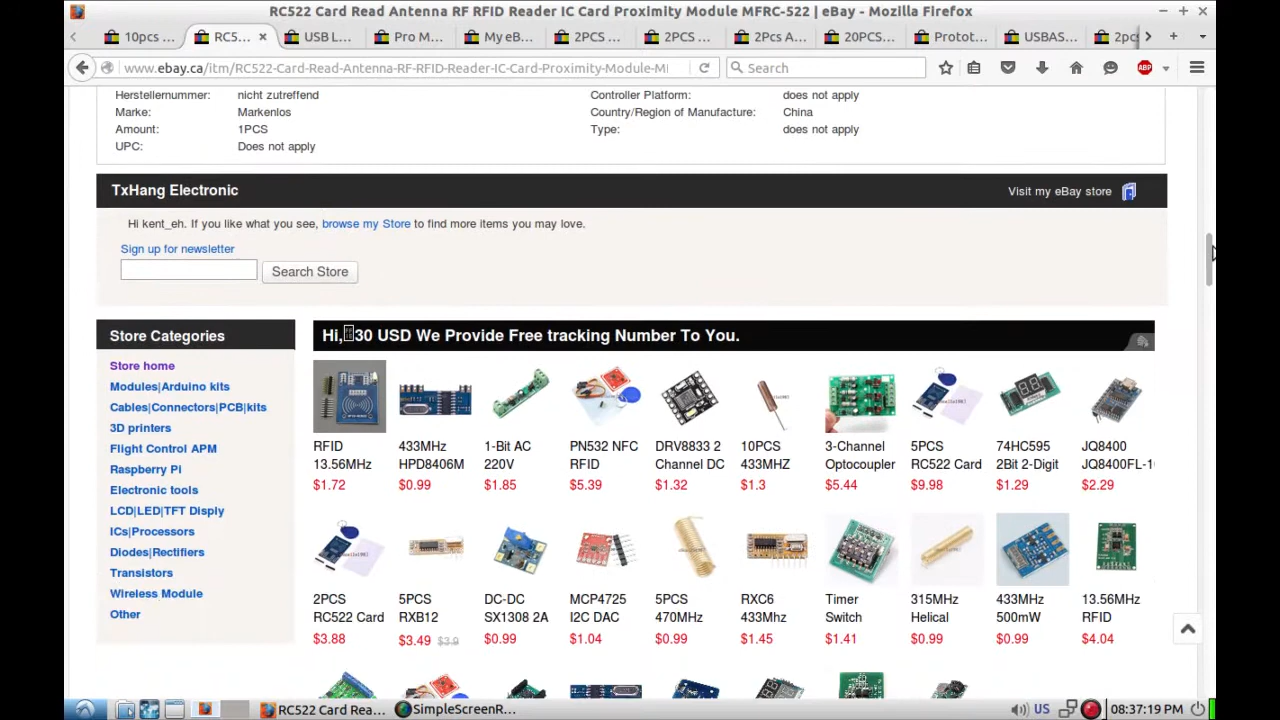 RC522 Card Read Antenna RF RFID Reader IC Card Proximity Module MFRC-522 | eBay - Mozilla Firefox
10pcs ...
RC5...
USB L...
Pro M...
My eB...
2PCS ...
2PCS ...
2Pcs A...
20PCS...
Protot...
USBAS...
2pcs
www.ebay.ca/itm/RC522-Card-Read-Antenna-RF-RFID-Reader-IC-Card-Proximity-Module-MI
Search
ABP
Herstellernummer: nicht zutreffend Controller Platform: does not apply
Marke: Markenlos Country/Region of Manufacture: China
Amount: 1PCS Type: does not apply
UPC: Does not apply
TxHang Electronic Visit my eBay store
Hi kent_eh. If you like what you see, browse my Store to find more items you may love.
Sign up for newsletter
Search Store
Store Categories
Store home
Modules|Arduino kits
Cables|Connectors|PCB|kits
3D printers
Flight Control APM
Raspberry Pi
Electronic tools
LCD|LED|TFT Disply
ICs|Processors
Diodes|Rectifiers
Transistors
Wireless Module
Other
Hi, 30 USD We Provide Free tracking Number To You.
RFID 433MHz 1-Bit AC PN532 NFC DRV8833 2 10PCS 3-Channel 5PCS 74HC595 JQ8400
13.56MHz HPD8406M 220V RFID Channel DC 433MHZ Optocoupler RC522 Card 2Bit 2-Digit JQ8400FL-1
$1.72 $0.99 $1.85 $5.39 $1.32 $1.3 $5.44 $9.98 $1.29 $2.29
2PCS 5PCS DC-DC MCP4725 5PCS RXC6 Timer 315MHz 433MHz 13.56MHz
RC522 Card RXB12 SX1308 2A I2C DAC 470MHz 433Mhz Switch Helical 500mW RFID
$3.88 $3.49 $3.9 $0.99 $1.04 $0.99 $1.45 $1.41 $0.99 $0.99 $4.04
RC522 Card Rea...
SimpleScreenR...
US
08:37:19 PM